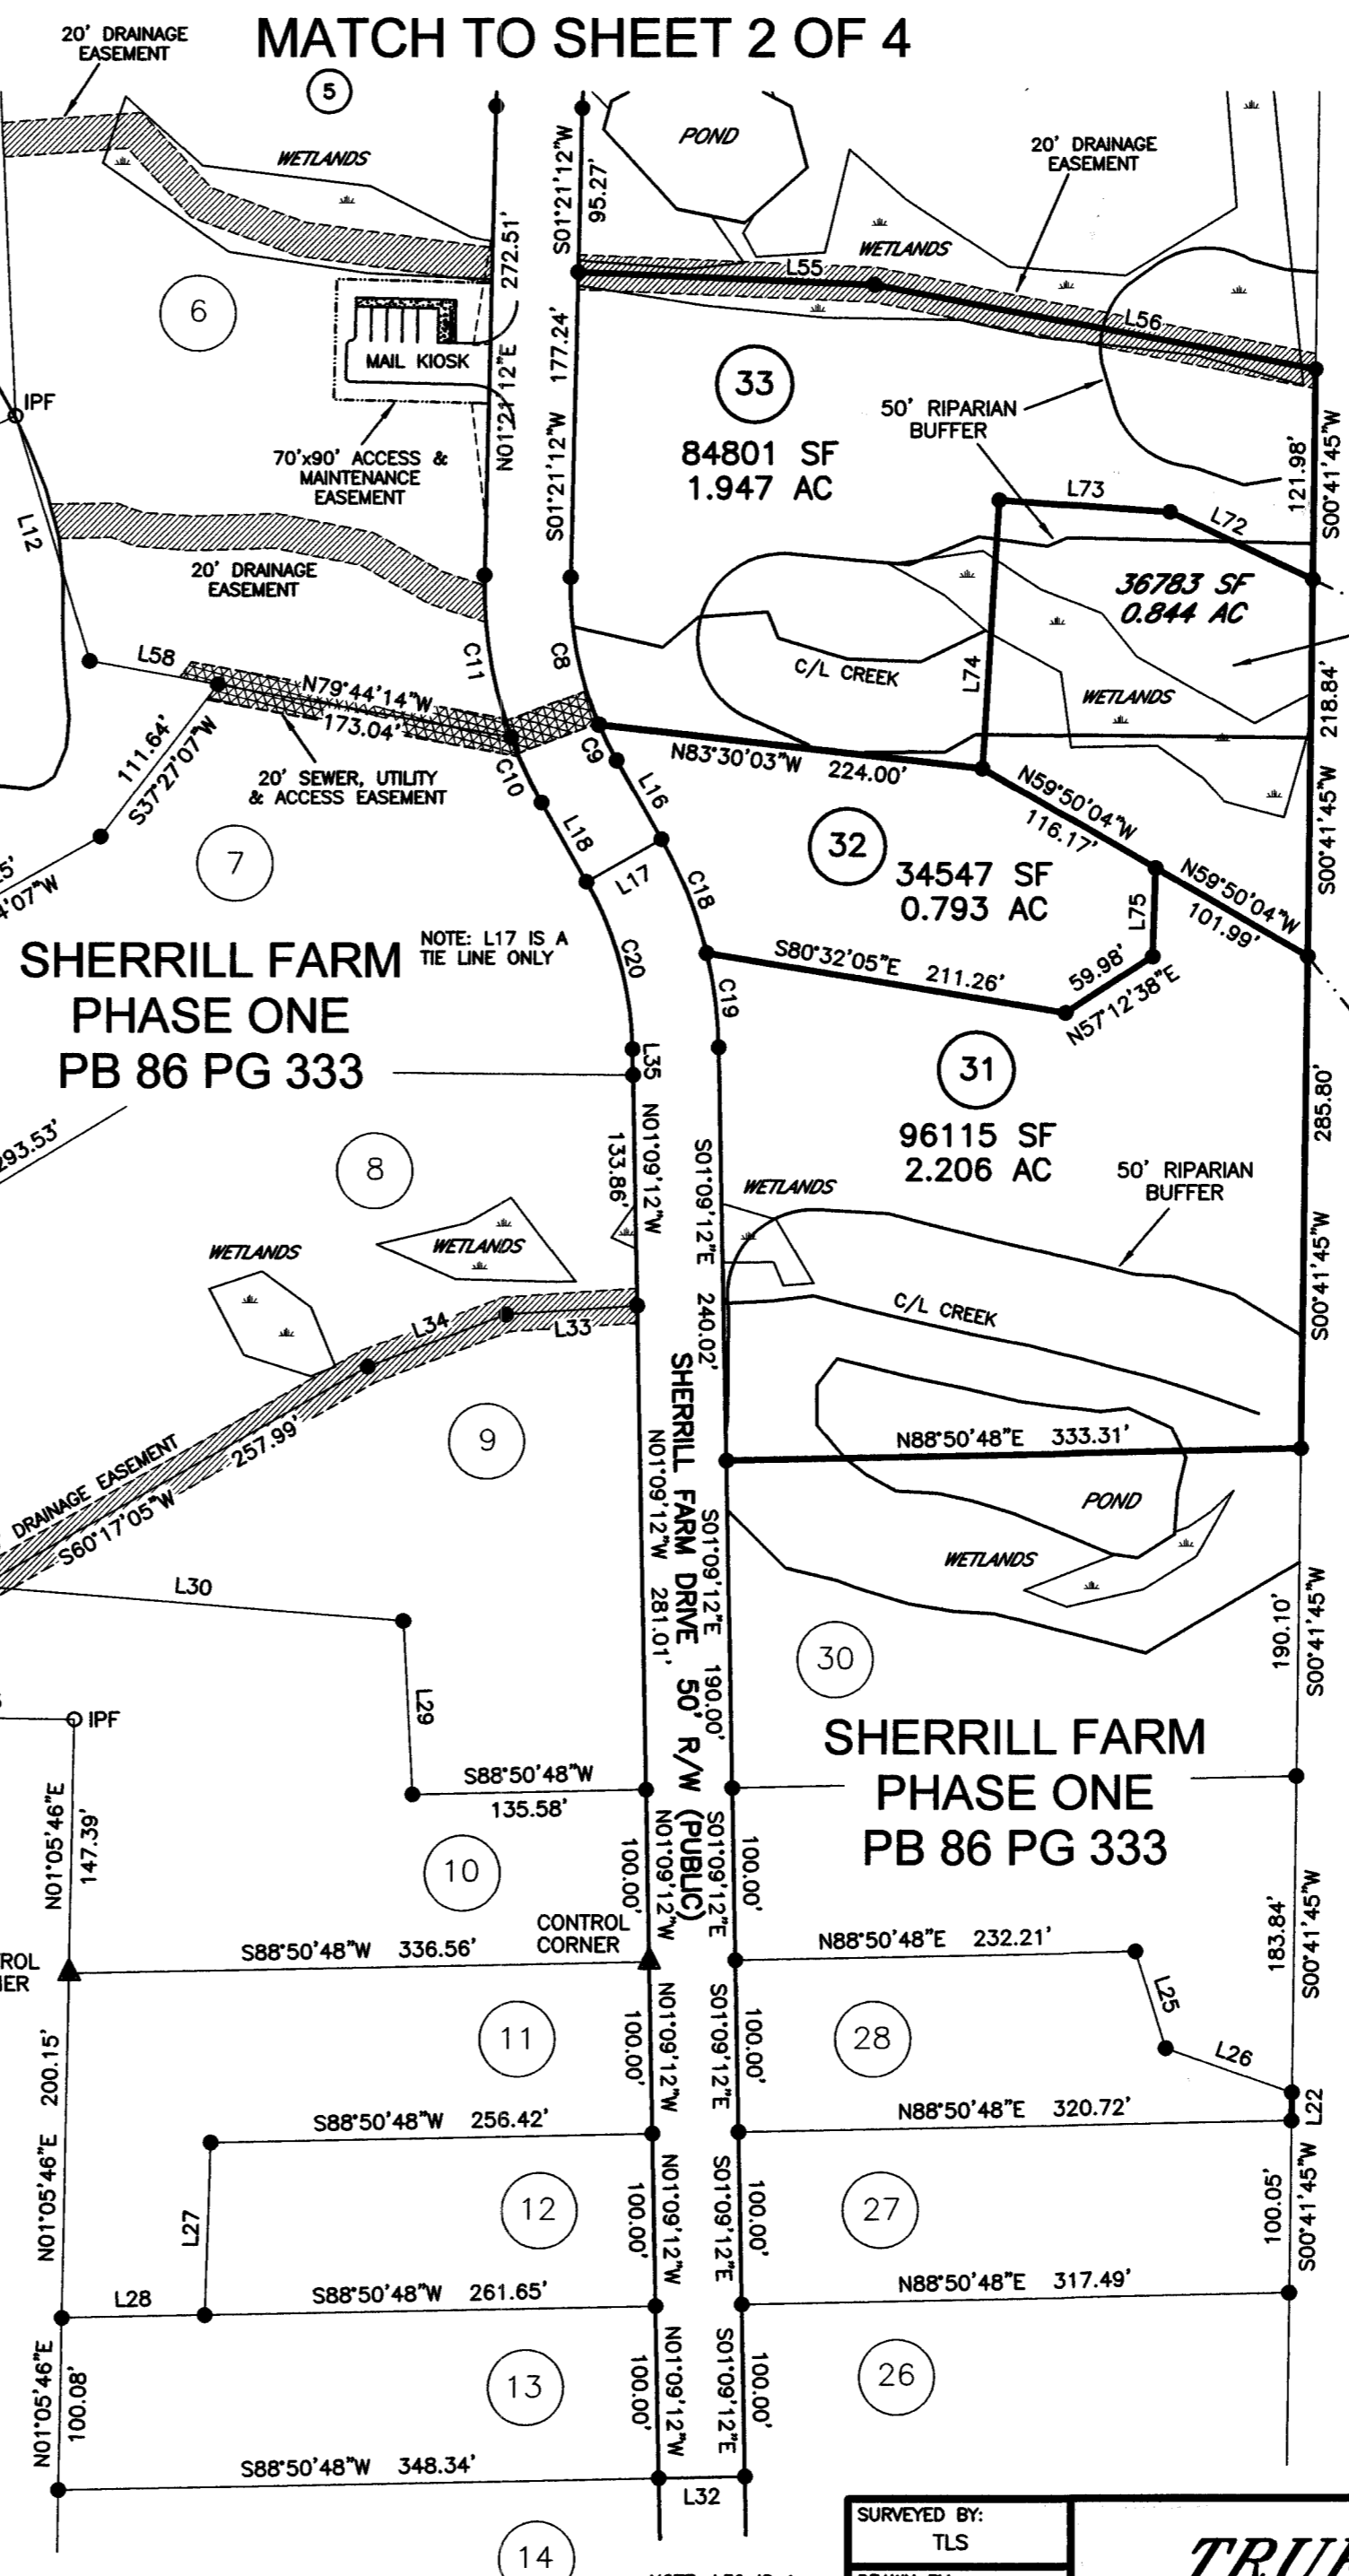 MATCH TO SHEET 2 OF 4
20' DRAINAGE
EASEMENT
5
WETLANDS
POND
20' DRAINAGE
EASEMENT
WETLANDS
S01°21'12"W
95.27'
272.51'
N01°21'12"E
L55
L56
6
MAIL KIOSK
IPF
70'x90' ACCESS &
MAINTENANCE
EASEMENT
S01°21'12"W 177.24'
33
84801 SF
1.947 AC
50' RIPARIAN
BUFFER
121.98'
S00°41'45"W
L73
L72
L12
20' DRAINAGE
EASEMENT
36783 SF
0.844 AC
C11
C8
C/L CREEK
L74
WETLANDS
218.84'
S00°41'45"W
L58
N79°44'14"W
173.04'
111.64'
S37°27'07"W
20' SEWER, UTILITY
& ACCESS EASEMENT
C10
C9
L16
N83°30'03"W 224.00'
N59°50'04"W
116.17'
L18
L17
7
32
34547 SF
0.793 AC
C18
L75
N59°50'04"W
101.99'
5'
4'07"W
SHERRILL FARM
PHASE ONE
PB 86 PG 333
NOTE: L17 IS A
TIE LINE ONLY
C20
S80°32'05"E 211.26'
59.98'
N57°12'38"E
C19
L35
31
96115 SF
2.206 AC
285.80'
S00°41'45"W
293.53'
N01°09'12"W
133.86'
S01°09'12"E 240.02'
8
WETLANDS
50' RIPARIAN
BUFFER
WETLANDS
WETLANDS
C/L CREEK
L34
L33
SHERRILL FARM DRIVE 50' R/W (PUBLIC)
9
N88°50'48"E 333.31'
DRAINAGE EASEMENT
257.99'
S60°17'05"W
N01°09'12"W 281.01'
S01°09'12"E 190.00'
POND
WETLANDS
L30
190.10'
S00°41'45"W
30
L29
IPF
SHERRILL FARM
PHASE ONE
PB 86 PG 333
S88°50'48"W
135.58'
N01°05'46"E
147.39'
10
100.00'
N01°09'12"W
S01°09'12"E
100.00'
CONTROL
CORNER
183.84'
S00°41'45"W
S88°50'48"W 336.56'
N88°50'48"E 232.21'
ROL
NER
L25
L26
L22
11
100.00'
N01°09'12"W
S01°09'12"E
100.00'
28
N01°05'46"E 200.15'
S88°50'48"W 256.42'
N88°50'48"E 320.72'
L27
12
100.00'
N01°09'12"W
S01°09'12"E
100.00'
27
100.05'
S00°41'45"W
L28
S88°50'48"W 261.65'
N88°50'48"E 317.49'
N01°05'46"E
100.08'
13
100.00'
N01°09'12"W
S01°09'12"E
100.00'
26
S88°50'48"W 348.34'
L32
14
SURVEYED BY:
TLS